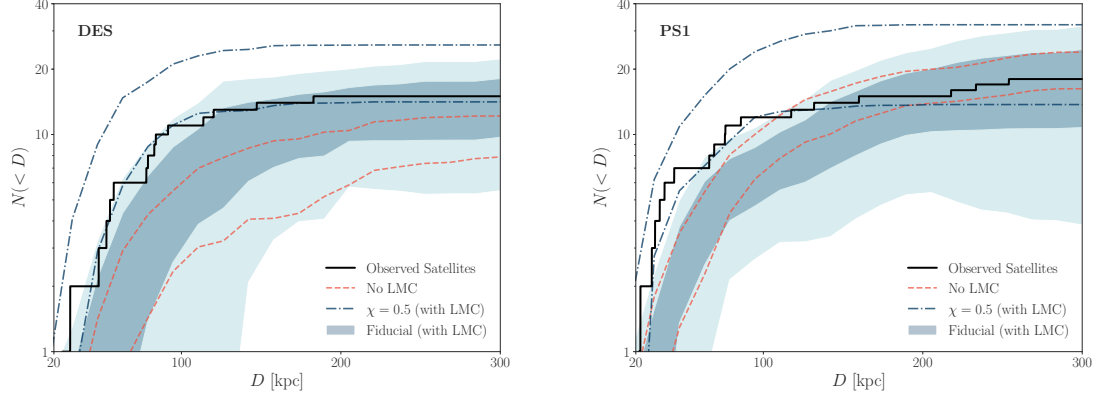 DES
40
20
10
1
N(< D)
20
100
200
300
D [kpc]
Observed Satellites
No LMC
χ = 0.5 (with LMC)
Fiducial (with LMC)
PS1
40
20
10
1
N(< D)
20
100
200
300
D [kpc]
Observed Satellites
No LMC
χ = 0.5 (with LMC)
Fiducial (with LMC)